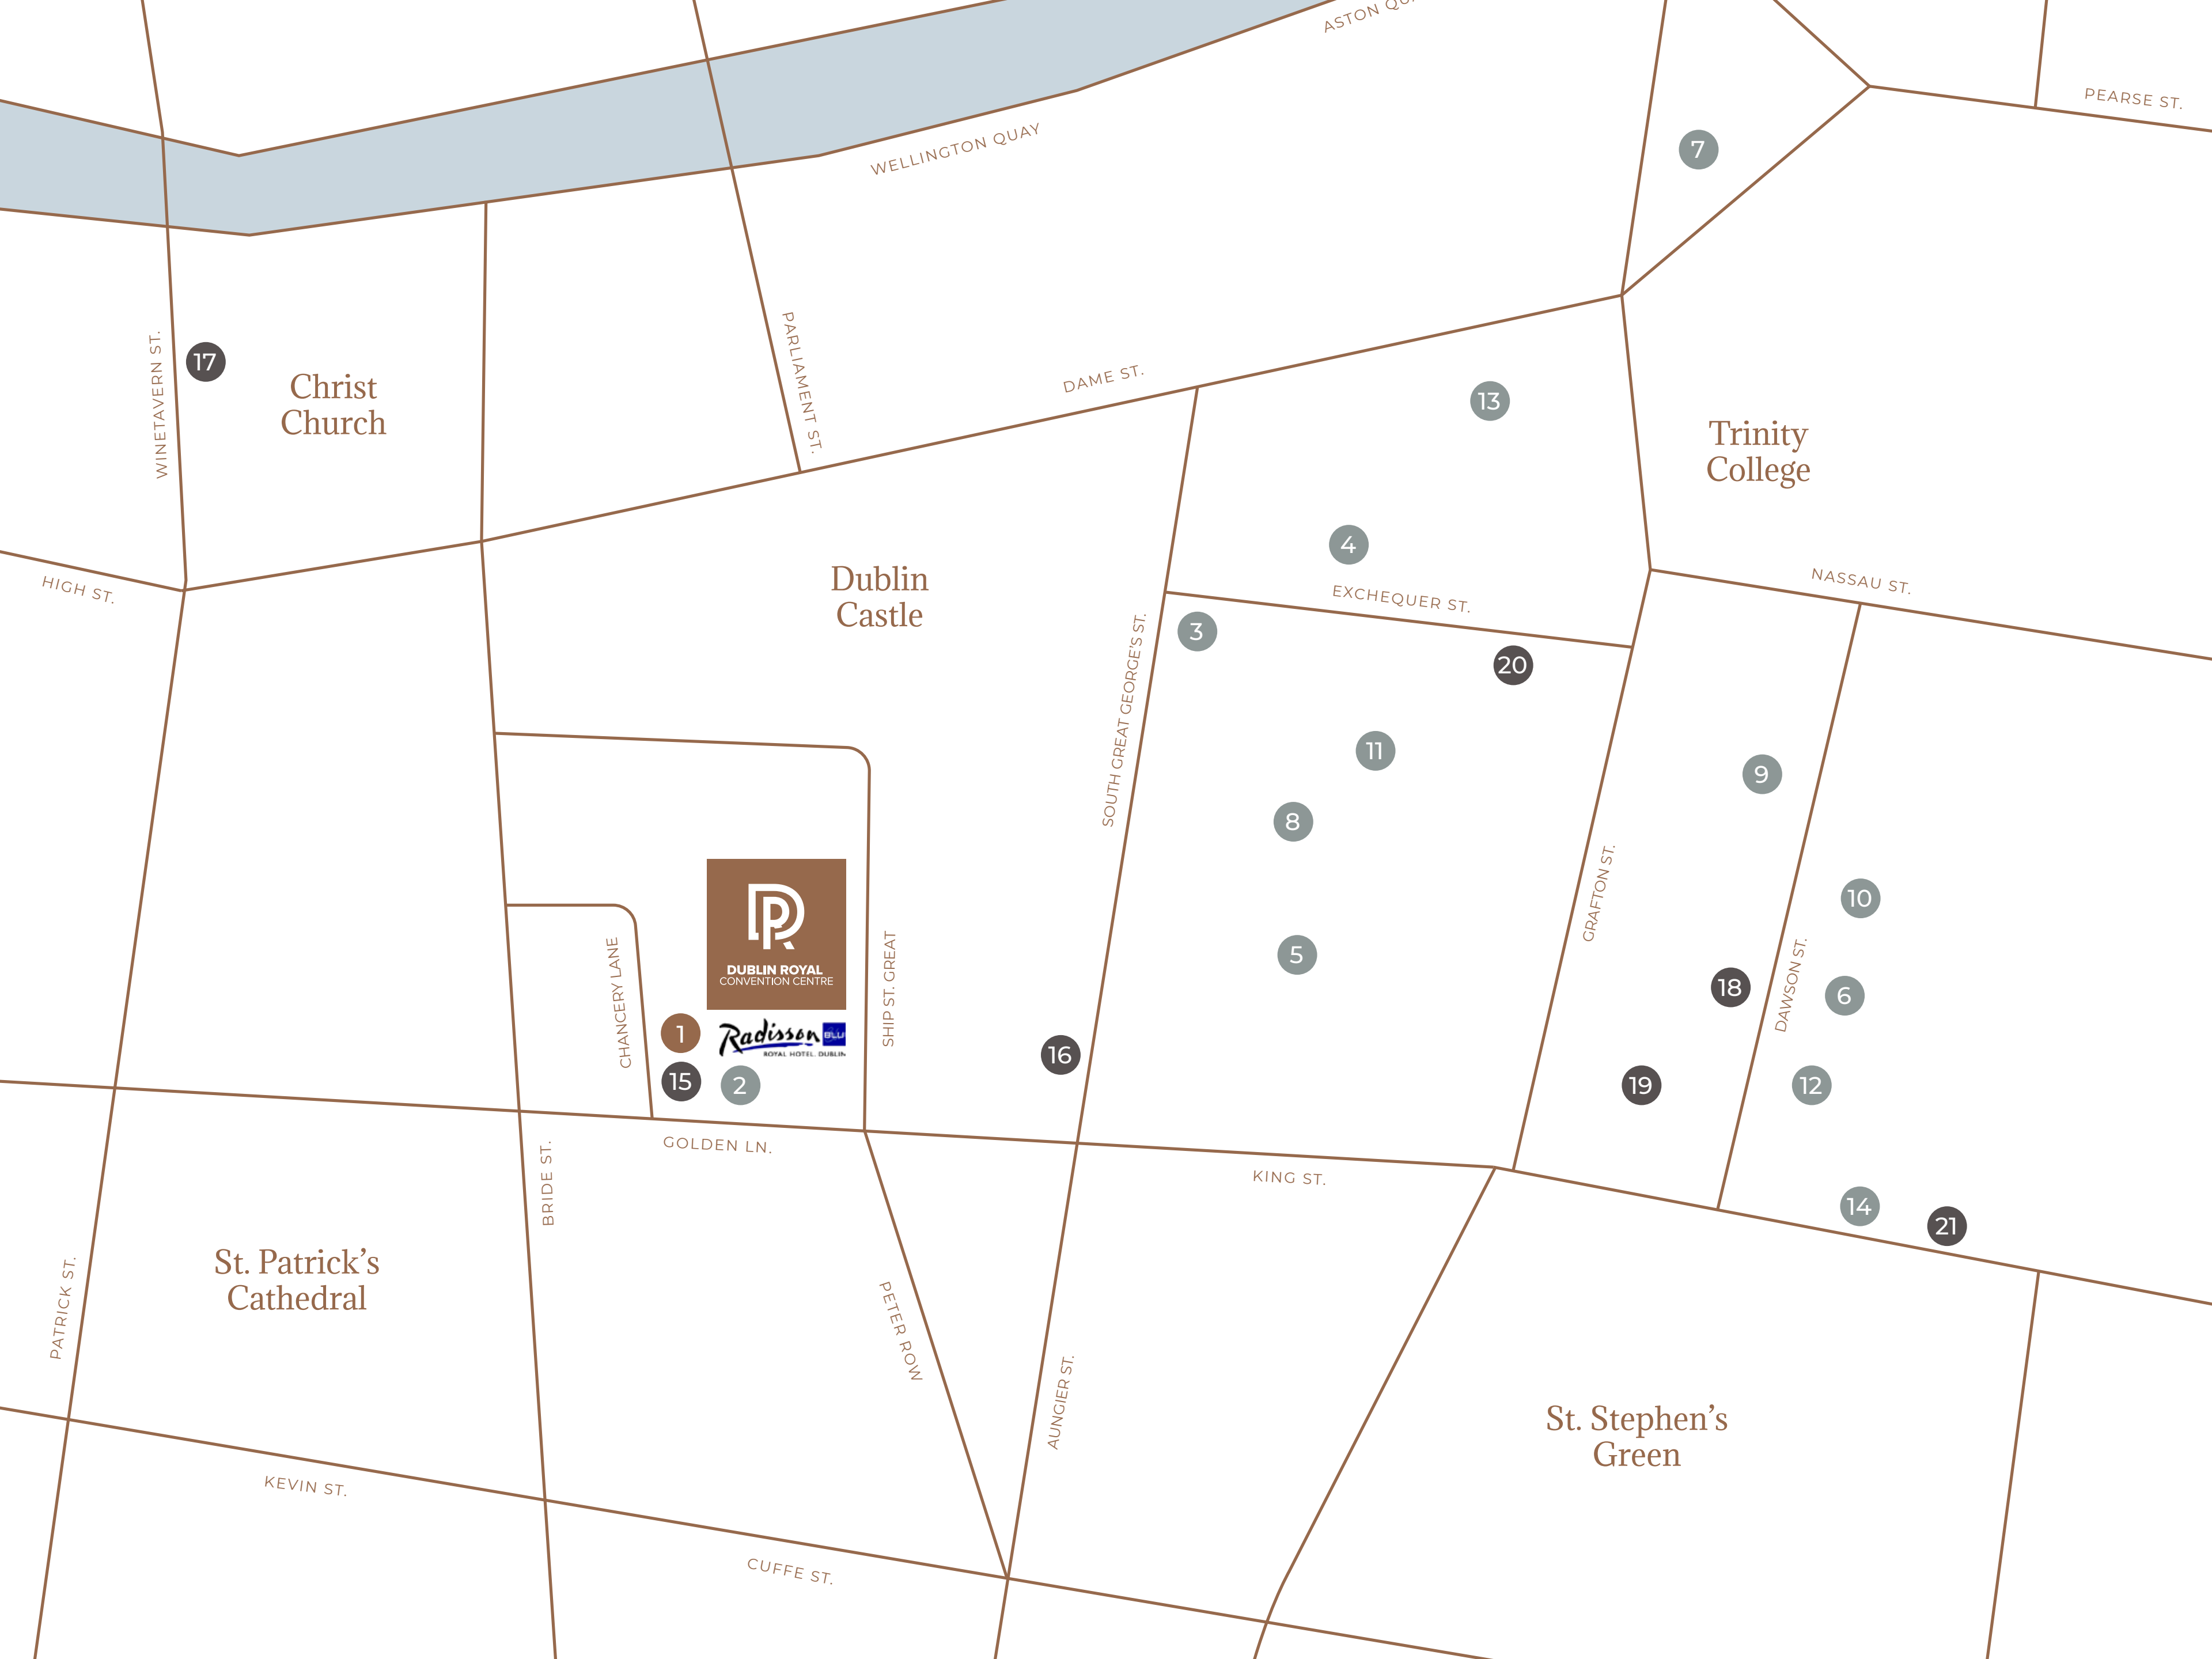 ASTON
PEARSE ST.
WELLINGTON QUAY
7
PARLIAMENT ST.
WINETAVERN ST.
17
Christ
Church
DAME ST.
13
Trinity
College
4
HIGH ST.
Dublin
Castle
EXCHEQUER ST.
NASSAU ST.
3
20
SOUTH GREAT GEORGE'S ST.
11
9
8
GRAFTON ST.
10
5
DUBLIN ROYAL
CONVENTION CENTRE
CHANCERY LANE
SHIP ST. GREAT
18
DAWSON ST.
6
1
Radisson BLU
ROYAL HOTEL, DUBLIN
16
15
2
19
12
GOLDEN LN.
KING ST.
BRIDE ST.
14
21
St. Patrick’s
Cathedral
PATRICK ST.
PETER ROW
AUNGIER ST.
St. Stephen’s
Green
KEVIN ST.
CUFFE ST.